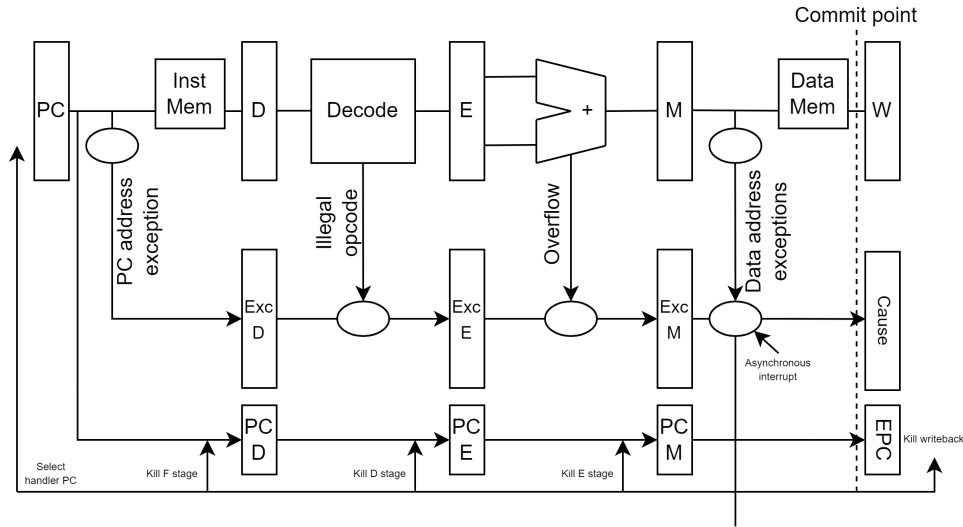 Commit point
PC
Inst
Mem
D
Decode
E
+
M
Data
Mem
W
PC address
exception
Illegal
opcode
Overflow
Data address
exceptions
Exc
D
Exc
E
Exc
M
Cause
Asynchronous
interrupt
PC
D
PC
E
PC
M
EPC
Kill writeback
Select
handler PC
Kill F stage
Kill D stage
Kill E stage